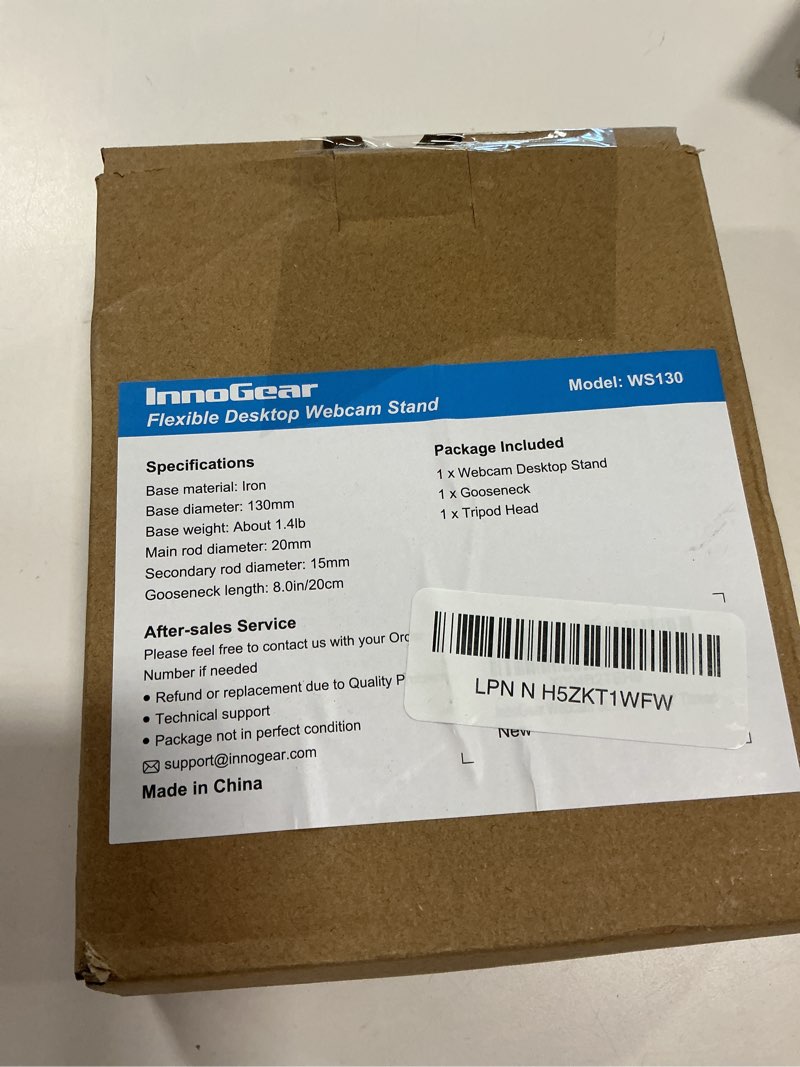 InnoGear
Flexible Desktop Webcam Stand
Model: WS130
Specifications
Base material: Iron
Base diameter: 130mm
Base weight: About 1.4lb
Main rod diameter: 20mm
Secondary rod diameter: 15mm
Gooseneck length: 8.0in/20cm
Package Included
1 x Webcam Desktop Stand
1 x Gooseneck
1 x Tripod Head
After-sales Service
Please feel free to contact us with your
Number if needed
• Refund or replacement due to Quality
• Technical support
• Package not in perfect condition
support@innogear.com
Made in China
LPN N H5ZKT1WFW
New